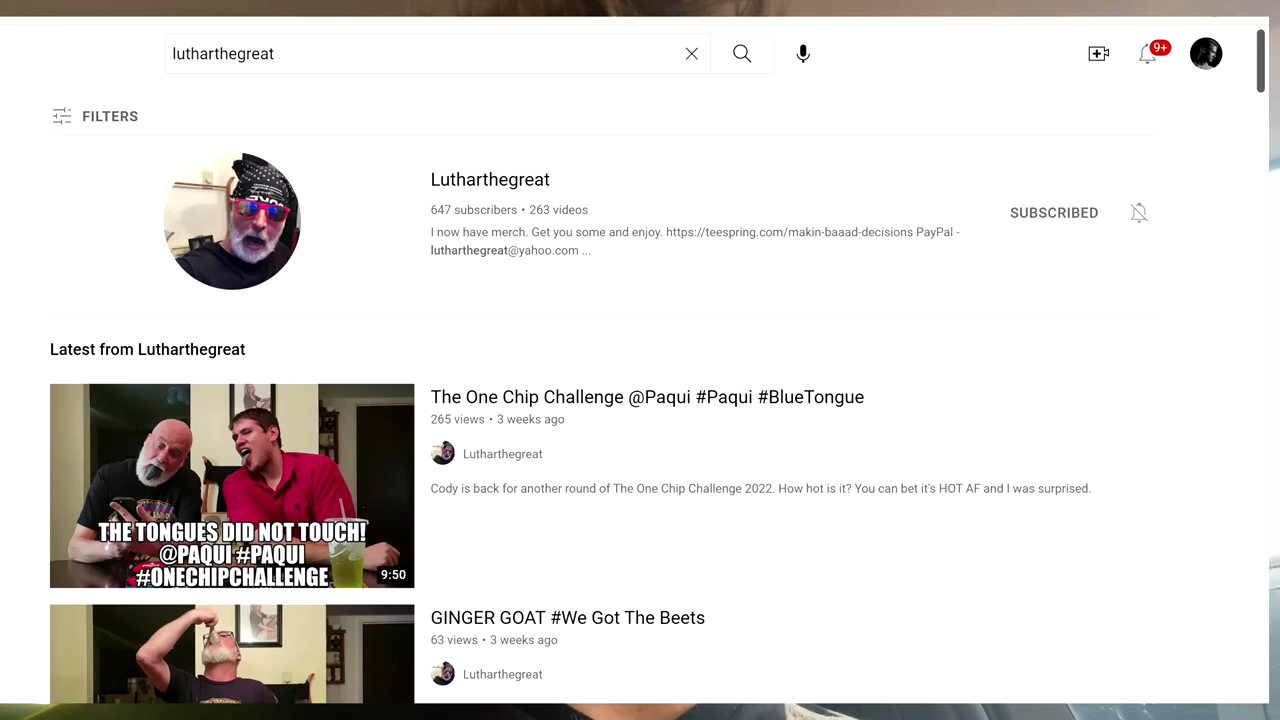 lutharthegreat
9+
FILTERS
Lutharthegreat
647 subscribers • 263 videos
SUBSCRIBED
I now have merch. Get you some and enjoy. https://teespring.com/makin-baaad-decisions PayPal -
lutharthegreat@yahoo.com ...
Latest from Lutharthegreat
The One Chip Challenge @Paqui #Paqui #BlueTongue
265 views • 3 weeks ago
Lutharthegreat
Cody is back for another round of The One Chip Challenge 2022. How hot is it? You can bet it's HOT AF and I was surprised.
THE TONGUES DID NOT TOUCH!
@PAQUI #PAQUI
#ONECHIPCHALLENGE
9:50
GINGER GOAT #We Got The Beets
63 views • 3 weeks ago
Lutharthegreat